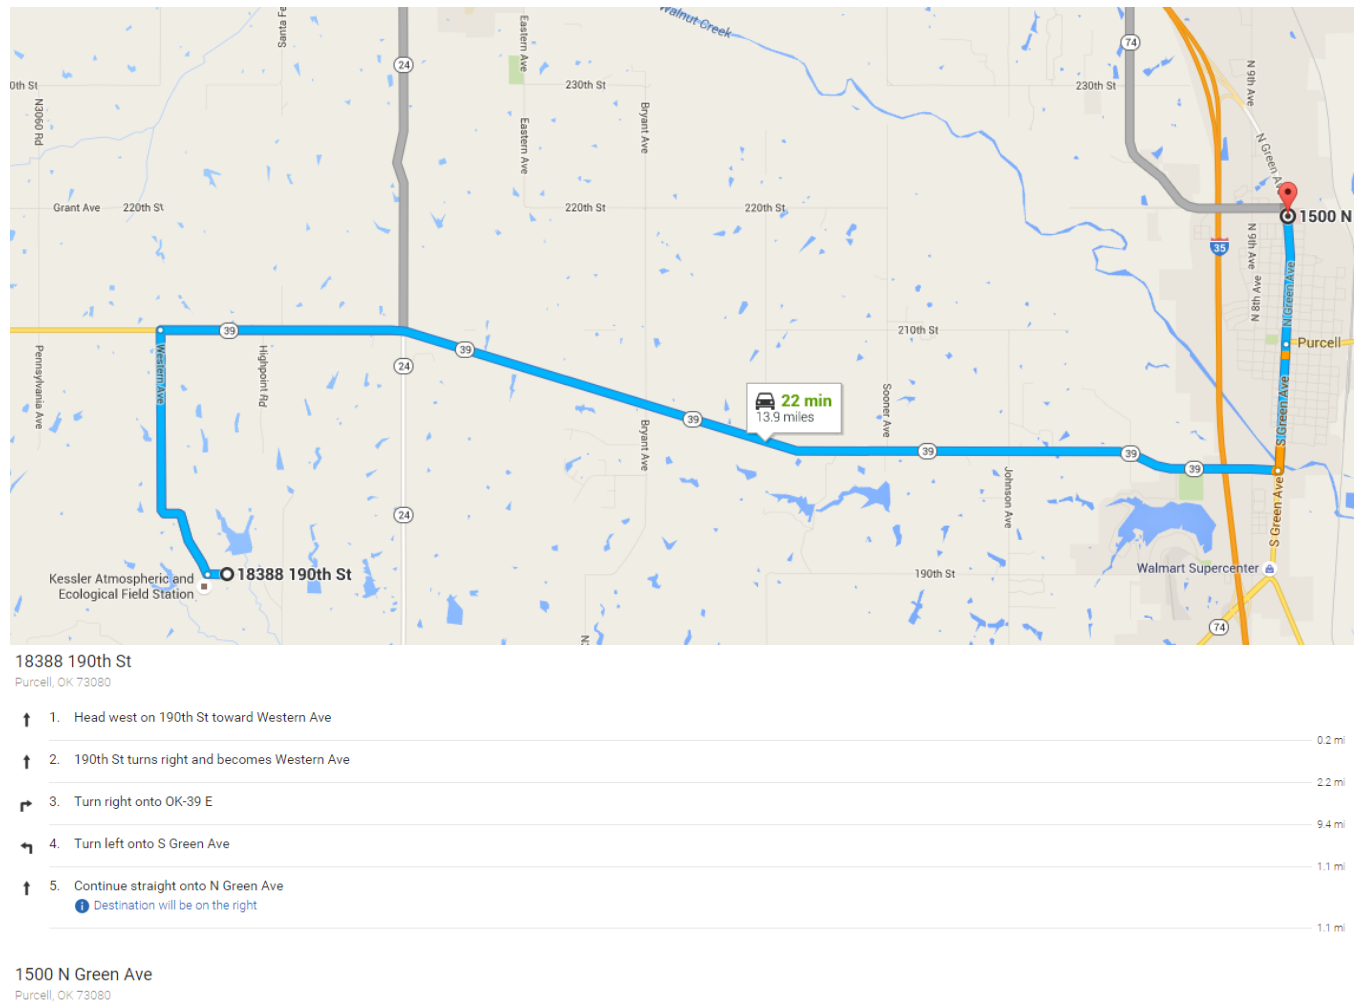 Walnut Creek
Santa Fe
Eastern Ave
24
74
0th St
230th St
230th St
N 9th Ave
N3060 Rd
Eastern Ave
Bryant Ave
N Green Ave
Grant Ave
220th St
220th St
220th St
1500 N
35
N 9th Ave
N 8th Ave
N Green Ave
39
210th St
Purcell
Pennsylvania Ave
Western Ave
Highpoint Rd
39
24
22 min
13.9 miles
Sooner Ave
S Green Ave
39
Bryant Ave
39
39
39
Johnson Ave
24
S Green Ave
Kessler Atmospheric and
Ecological Field Station
18388 190th St
190th St
Walmart Supercenter
74
18388 190th St
Purcell, OK 73080
1. Head west on 190th St toward Western Ave
0.2 mi
2. 190th St turns right and becomes Western Ave
2.2 mi
3. Turn right onto OK-39 E
9.4 mi
4. Turn left onto S Green Ave
1.1 mi
5. Continue straight onto N Green Ave
Destination will be on the right
1.1 mi
1500 N Green Ave
Purcell, OK 73080